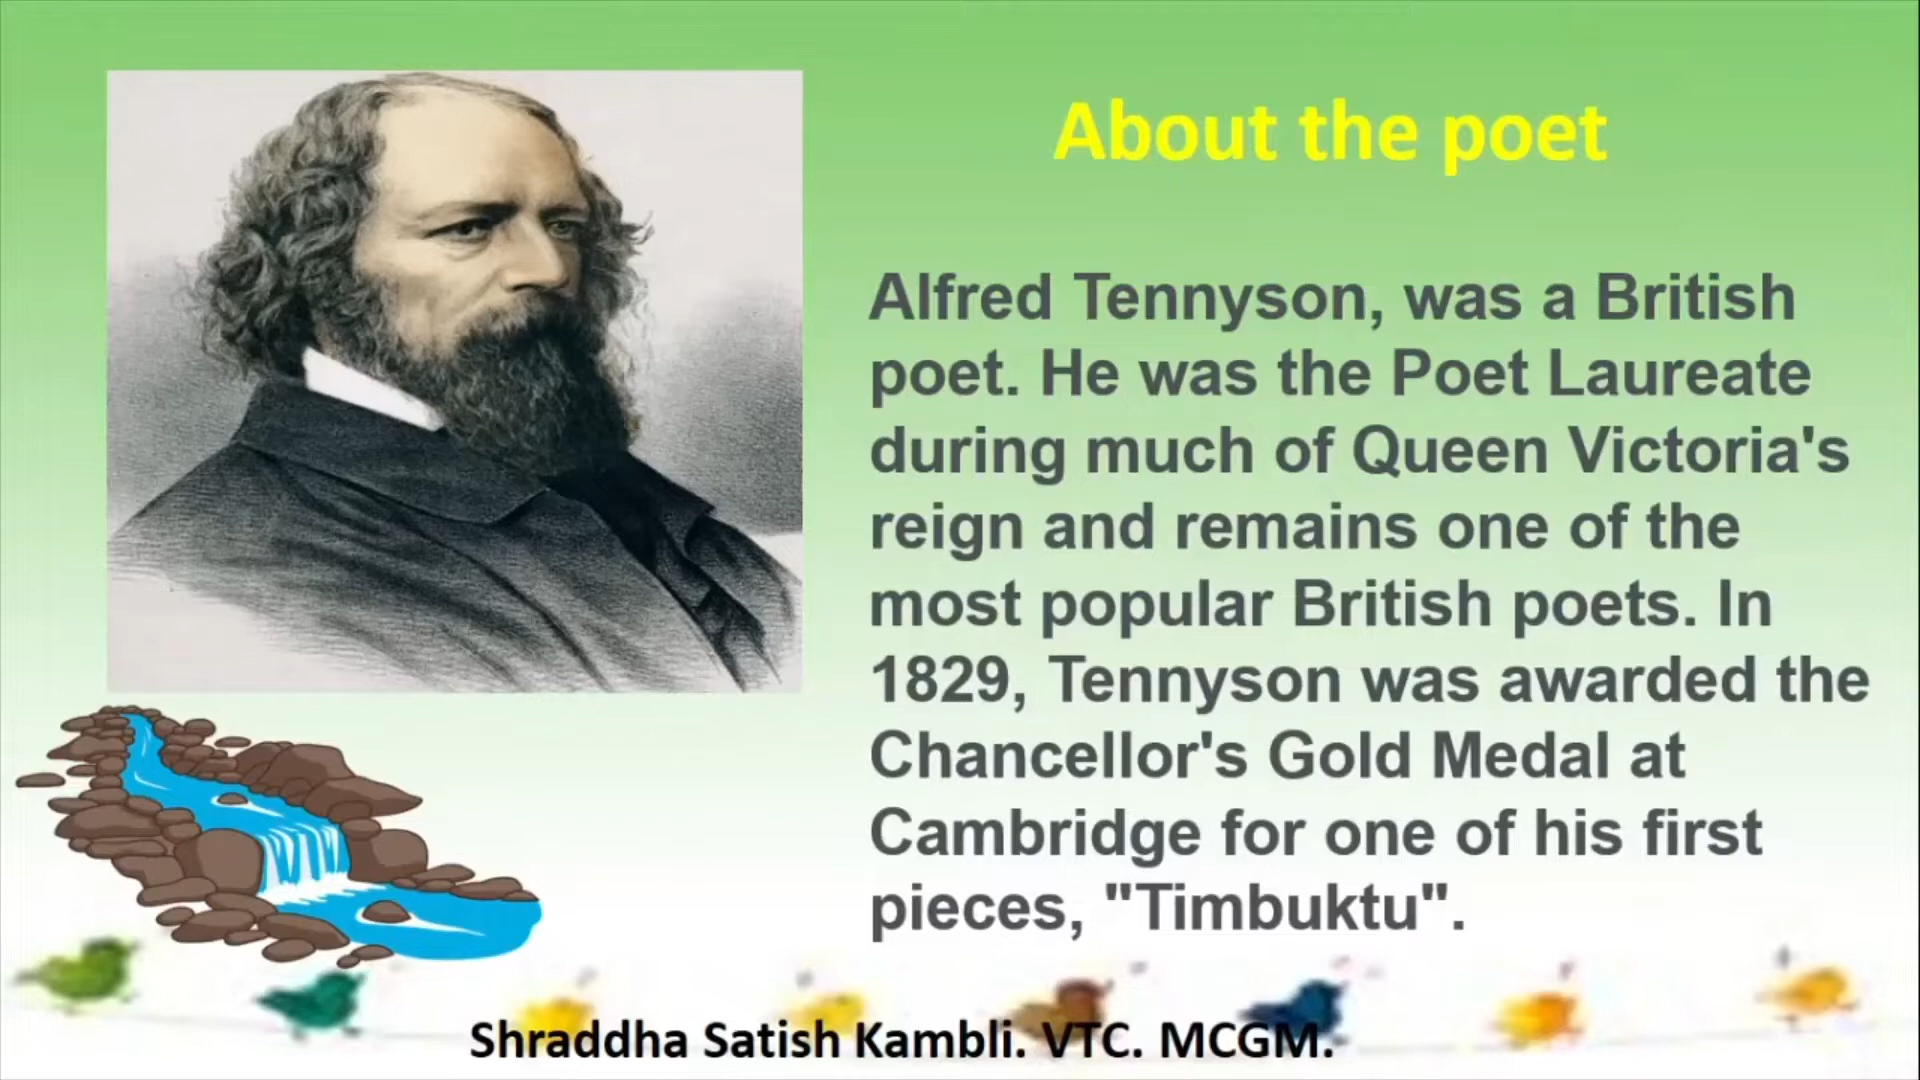 About the poet
Alfred Tennyson, was a British
poet. He was the Poet Laureate
during much of Queen Victoria's
reign and remains one of the
most popular British poets. In
1829, Tennyson was awarded the
Chancellor's Gold Medal at
Cambridge for one of his first
pieces, "Timbuktu".
Shraddha Satish Kambli. VTC. MCGM.